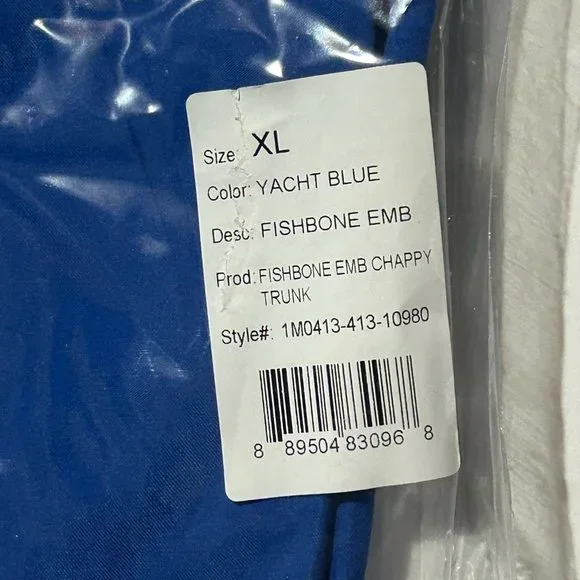 Size: XL
Color: YACHT BLUE
Desc: FISHBONE EMB
Prod: FISHBONE EMB CHAPPY
TRUNK
Style#: 1M0413-413-10980
8 89504 83096 8